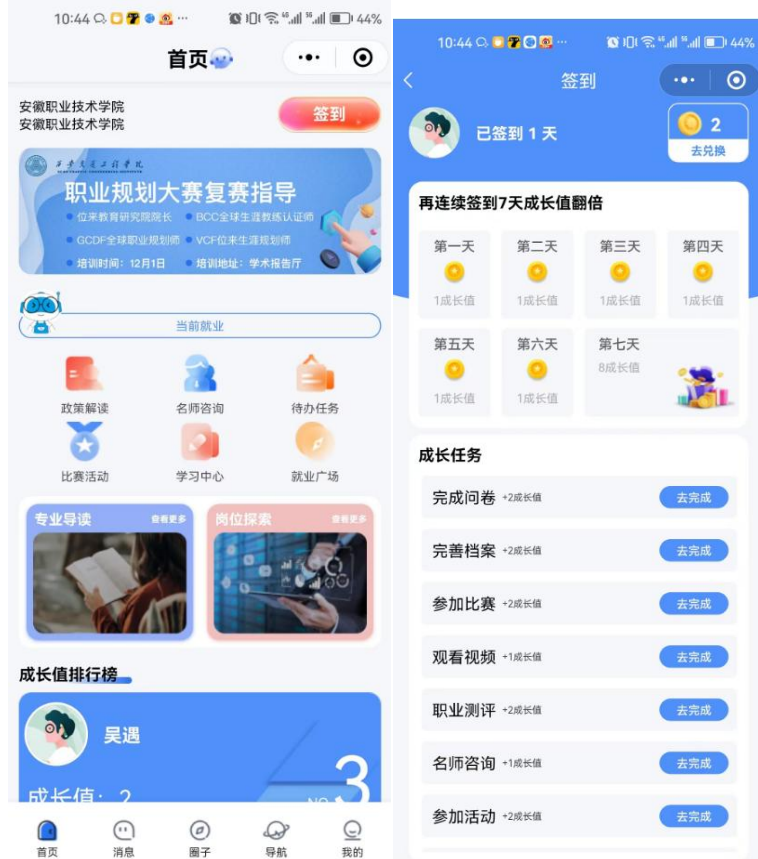 10:44
44%
首页
安徽职业技术学院
安徽职业技术学院
签到
职业规划大赛复赛指导
位来教育研究院院长 BCC全球生涯教练认证师
GCDF全球职业规划师 VCF位来生涯规划师
培训时间：12月1日 培训地址：学术报告厅
当前就业
政策解读 名师咨询 待办任务
比赛活动 学习中心 就业广场
专业导读 查看更多 岗位探索 查看更多
成长值排行榜
吴遇
成长值：2
NO.3
首页 消息 圈子 导航 我的
10:44
44%
签到
已签到 1 天
2
去兑换
再连续签到7天成长值翻倍
第一天 第二天 第三天 第四天
1成长值 1成长值 1成长值 1成长值
第五天 第六天 第七天
8成长值
1成长值 1成长值
成长任务
完成问卷 +2成长值 去完成
完善档案 +2成长值 去完成
参加比赛 +2成长值 去完成
观看视频 +1成长值 去完成
职业测评 +2成长值 去完成
名师咨询 +1成长值 去完成
参加活动 +2成长值 去完成